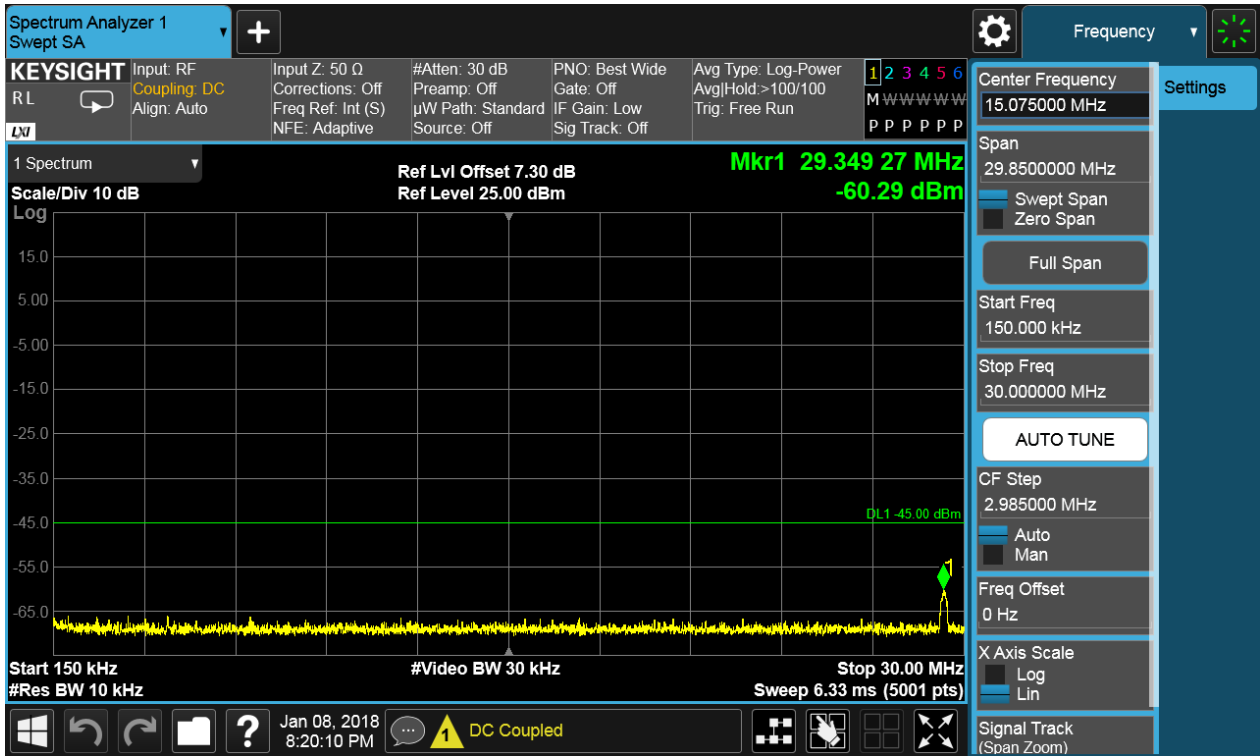 Spectrum Analyzer 1
Swept SA
+
Frequency
KEYSIGHT
RL
LXI
Input: RF
Coupling: DC
Align: Auto
Input Z: 50 Ω
Corrections: Off
Freq Ref: Int (S)
NFE: Adaptive
#Atten: 30 dB
Preamp: Off
µW Path: Standard
Source: Off
PNO: Best Wide
Gate: Off
IF Gain: Low
Sig Track: Off
Avg Type: Log-Power
Avg|Hold:>100/100
Trig: Free Run
1 2 3 4 5 6
M W W W W W
P P P P P P
1 Spectrum
Scale/Div 10 dB
Log
Ref Lvl Offset 7.30 dB
Ref Level 25.00 dBm
Mkr1 29.349 27 MHz
-60.29 dBm
15.0
5.00
-5.00
-15.0
-25.0
-35.0
-45.0
-55.0
-65.0
DL1 -45.00 dBm
1
Start 150 kHz
#Res BW 10 kHz
#Video BW 30 kHz
Stop 30.00 MHz
Sweep 6.33 ms (5001 pts)
Center Frequency
15.075000 MHz
Span
29.8500000 MHz
Swept Span
Zero Span
Full Span
Start Freq
150.000 kHz
Stop Freq
30.000000 MHz
AUTO TUNE
CF Step
2.985000 MHz
Auto
Man
Freq Offset
0 Hz
X Axis Scale
Log
Lin
Signal Track
(Span Zoom)
Settings
?
Jan 08, 2018
8:20:10 PM
1
DC Coupled